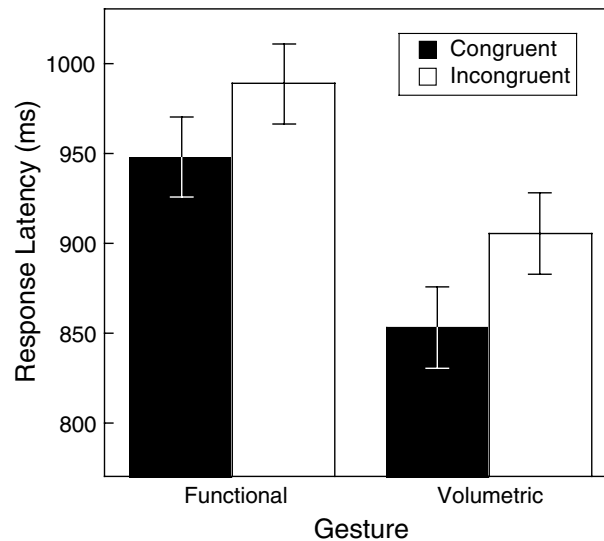 Response Latency (ms)
1000
950
900
850
800
Congruent
Incongruent
Functional
Volumetric
Gesture